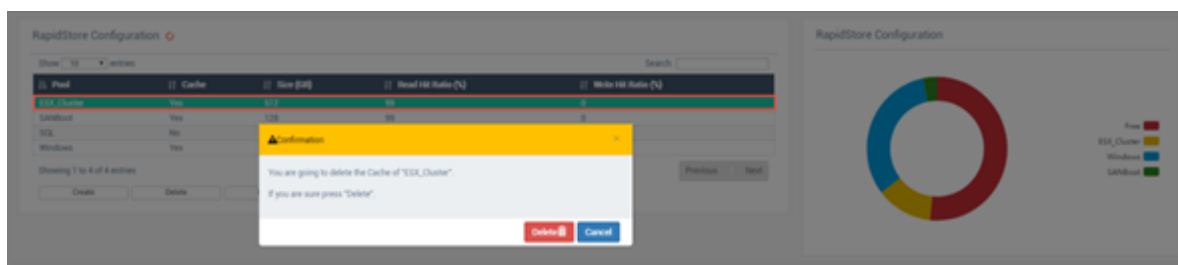 RapidStore Configuration
Show 10 entries
Search:
Pool Cache Size (GB) Read Hit Ratio (%) Write Hit Ratio (%)
ESX_Cluster Yes 512 99 0
SANBoot Yes 128 99 0
SQL No
Windows Yes
Showing 1 to 4 of 4 entries
Previous Next
Create Delete
Confirmation ×
You are going to delete the Cache of "ESX_Cluster".
If you are sure press "Delete".
Delete Cancel
RapidStore Configuration
Free
ESX_Cluster
Windows
SANBoot